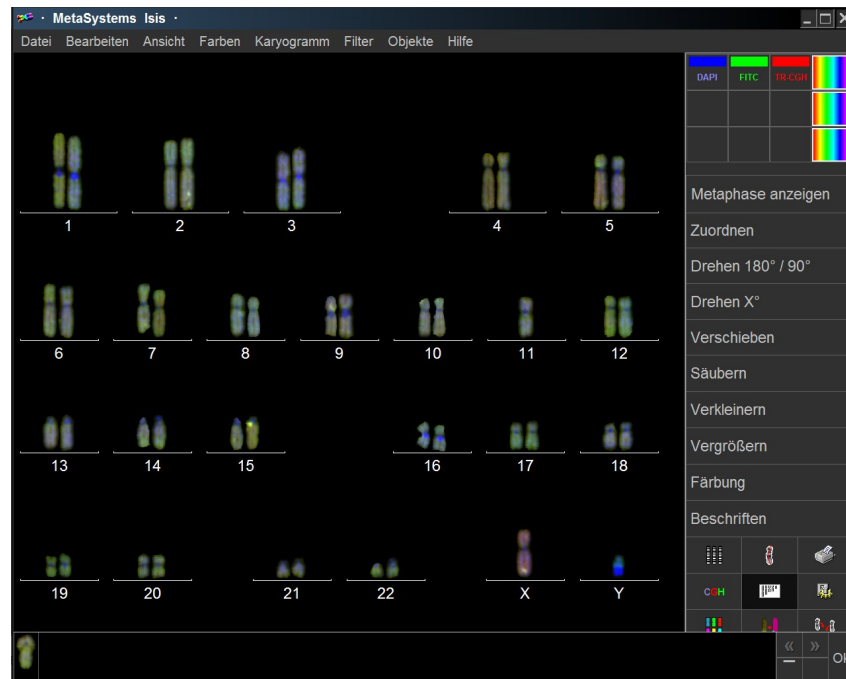 · MetaSystems Isis ·
Datei Bearbeiten Ansicht Farben Karyogramm Filter Objekte Hilfe
DAPI FITC TR-CGH
Metaphase anzeigen
Zuordnen
Drehen 180° / 90°
Drehen X°
Verschieben
Säubern
Verkleinern
Vergrößern
Färbung
Beschriften
1 2 3 4 5
6 7 8 9 10 11 12
13 14 15 16 17 18
19 20 21 22 X Y
CGH
« »